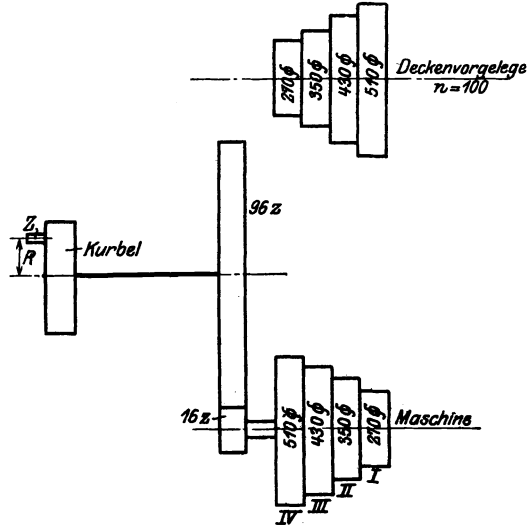 270 ϕ
350 ϕ
430 ϕ
510 ϕ
Deckenvorgelege
n = 100
96 z
Z
Kurbel
R
16 z
510 ϕ
430 ϕ
350 ϕ
270 ϕ
Maschine
I
II
III
IV